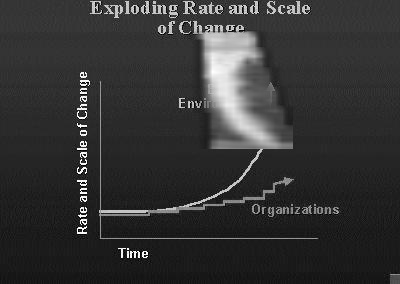 Exploding Rate and Scale
of Change
Rate and Scale of Change
Organizations
Time